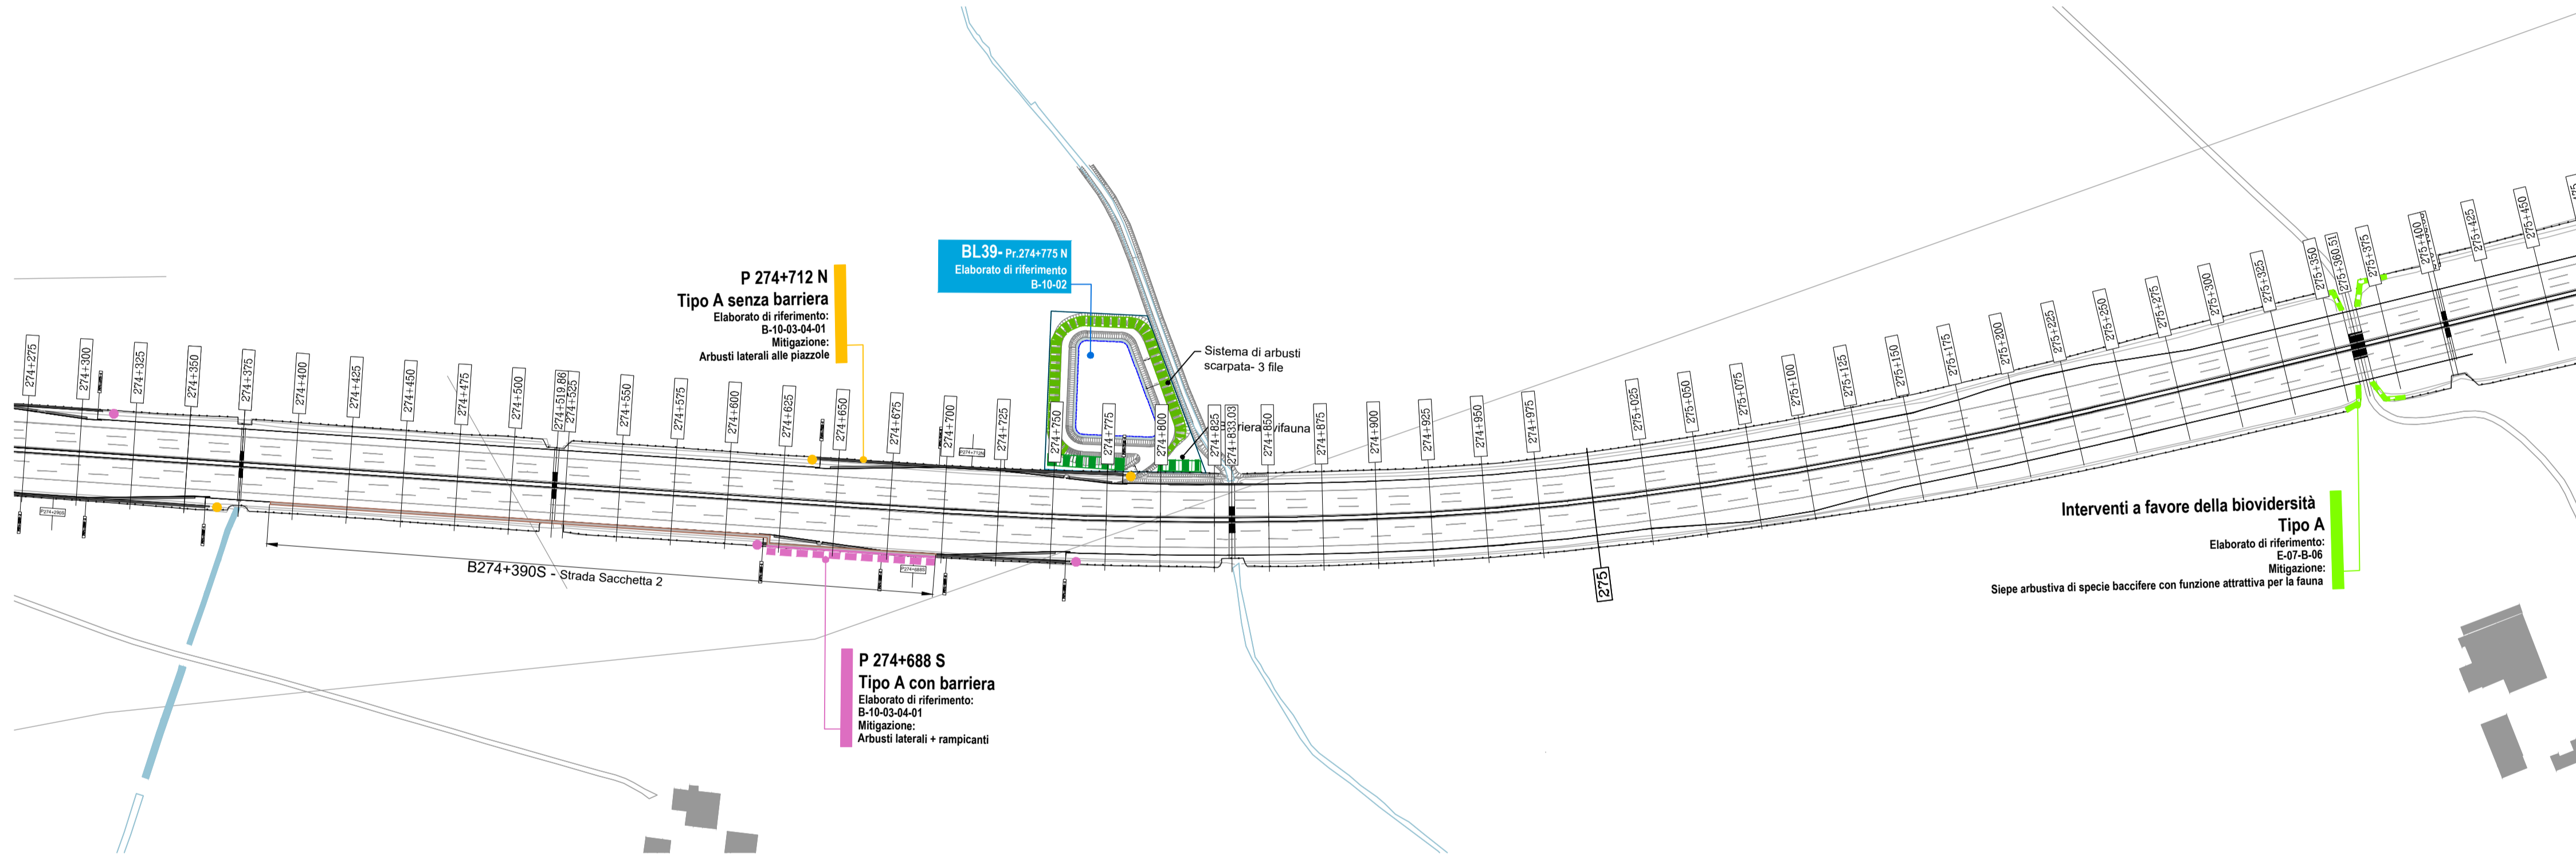 BL39- Pr.274+775 N
Elaborato di riferimento
B-10-02
P 274+712 N
Tipo A senza barriera
Elaborato di riferimento:
B-10-03-04-01
Mitigazione:
Arbusti laterali alle piazzole
Sistema di arbusti
scarpata- 3 file
riera vifauna
274+275
274+300
274+325
274+350
274+375
274+400
274+425
274+450
274+475
274+500
274+519.86
274+525
274+550
274+575
274+600
274+625
274+650
274+675
274+700
274+725
274+750
274+775
274+800
274+825
274+833.03
274+850
274+875
274+900
274+925
274+950
274+975
275
275+025
275+050
275+075
275+100
275+125
275+150
275+175
275+200
275+225
275+250
275+275
275+300
275+325
275+350
275+360.51
275+375
275+400
275+425
275+450
P274+712N
P274+290S
P274+688S
B274+390S - Strada Sacchetta 2
P 274+688 S
Tipo A con barriera
Elaborato di riferimento:
B-10-03-04-01
Mitigazione:
Arbusti laterali + rampicanti
Interventi a favore della biovidersità
Tipo A
Elaborato di riferimento:
E-07-B-06
Mitigazione:
Siepe arbustiva di specie baccifere con funzione attrattiva per la fauna